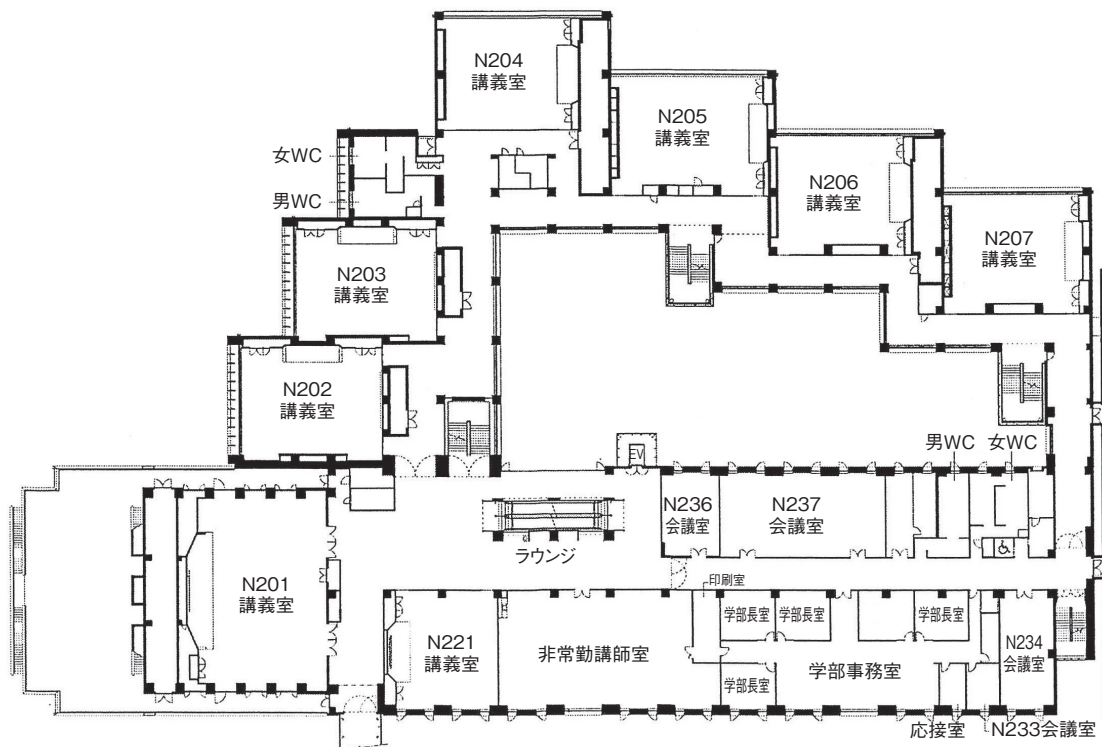 N204
講義室
N205
講義室
女WC
N206
講義室
男WC
N207
講義室
N203
講義室
N202
講義室
男WC 女WC
EV
N236
会議室
N237
会議室
ラウンジ
N201
講義室
印刷室
学部長室
学部長室
学部長室
N221
講義室
非常勤講師室
学部事務室
N234
会議室
学部長室
応接室
N233会議室